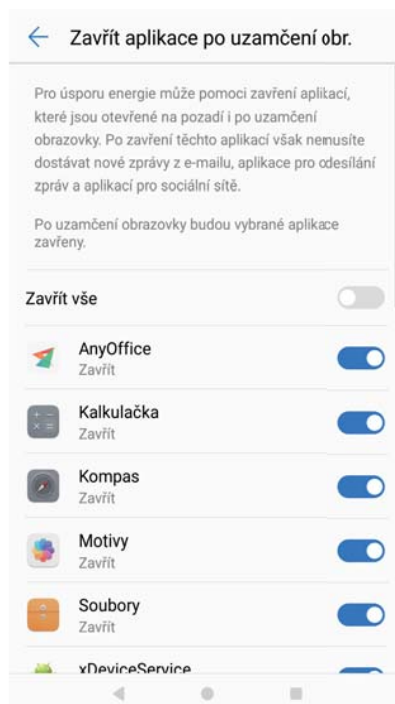 Zavřít aplikace po uzamčení obr.
Pro úsporu energie může pomoci zavření aplikací,
které jsou otevřené na pozadí i po uzamčení
obrazovky. Po zavření těchto aplikací však nemusíte
dostávat nové zprávy z e-mailu, aplikace pro odesílání
zpráv a aplikací pro sociální sítě.
Po uzamčení obrazovky budou vybrané aplikace
zavřeny.
Zavřít vše
AnyOffice
Zavřít
Kalkulačka
Zavřít
Kompas
Zavřít
Motivy
Zavřít
Soubory
Zavřít
xDeviceService